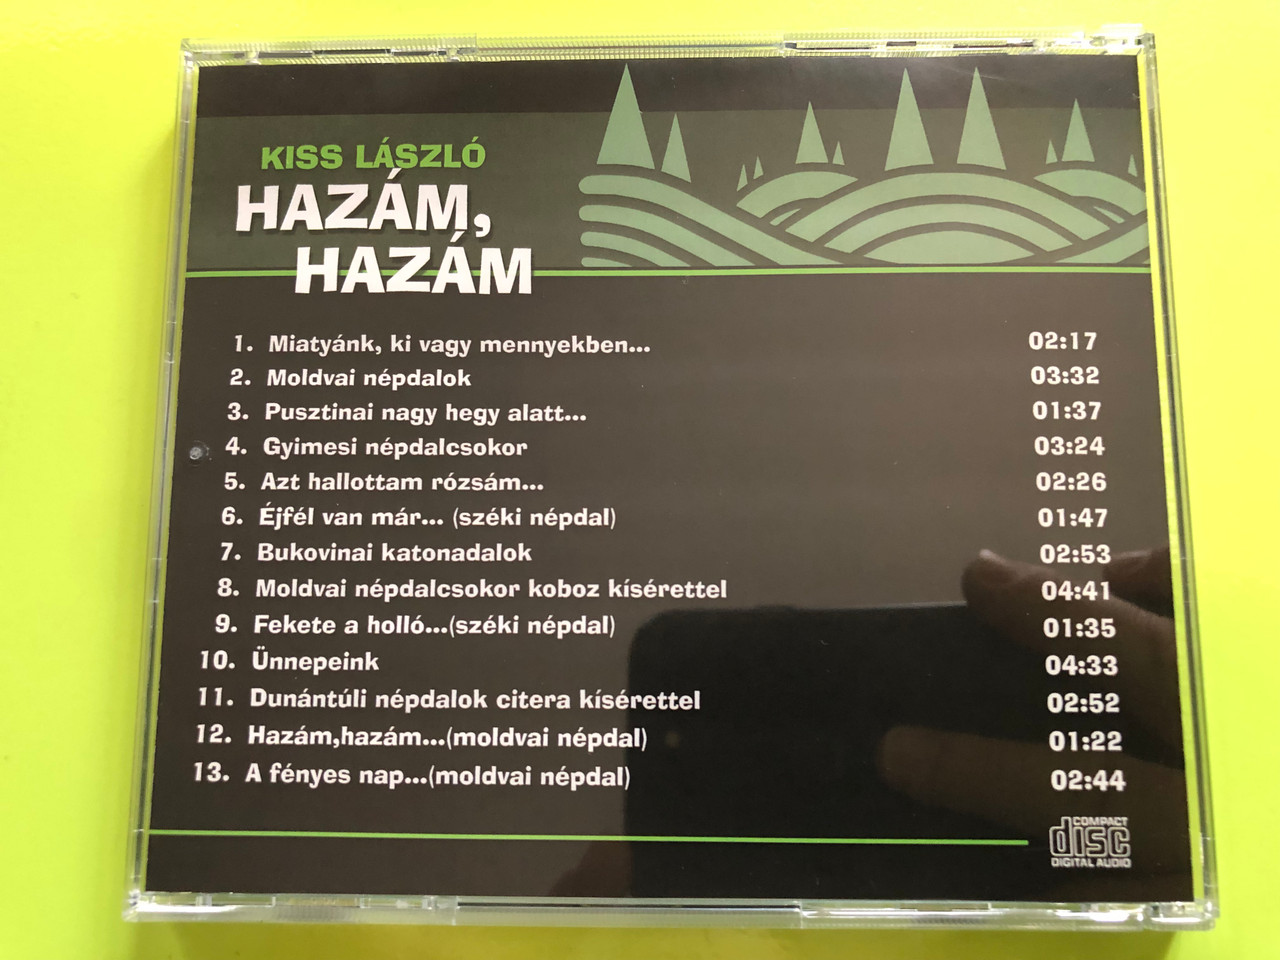 KISS LÁSZLÓ
HAZÁM,
HAZÁM
1. Miatyánk, ki vagy mennyekben... 02:17
2. Moldvai népdalok 03:32
3. Pusztinai nagy hegy alatt... 01:37
4. Gyimesi népdalcsokor 03:24
5. Azt hallottam rózsám... 02:26
6. Éjfél van már... (széki népdal) 01:47
7. Bukovinai katonadalok 02:53
8. Moldvai népdalcsokor koboz kísérettel 04:41
9. Fekete a holló...(széki népdal) 01:35
10. Ünnepeink 04:33
11. Dunántúli népdalok citera kísérettel 02:52
12. Hazám,hazám...(moldvai népdal) 01:22
13. A fényes nap...(moldvai népdal) 02:44
COMPACT
disc
DIGITAL AUDIO